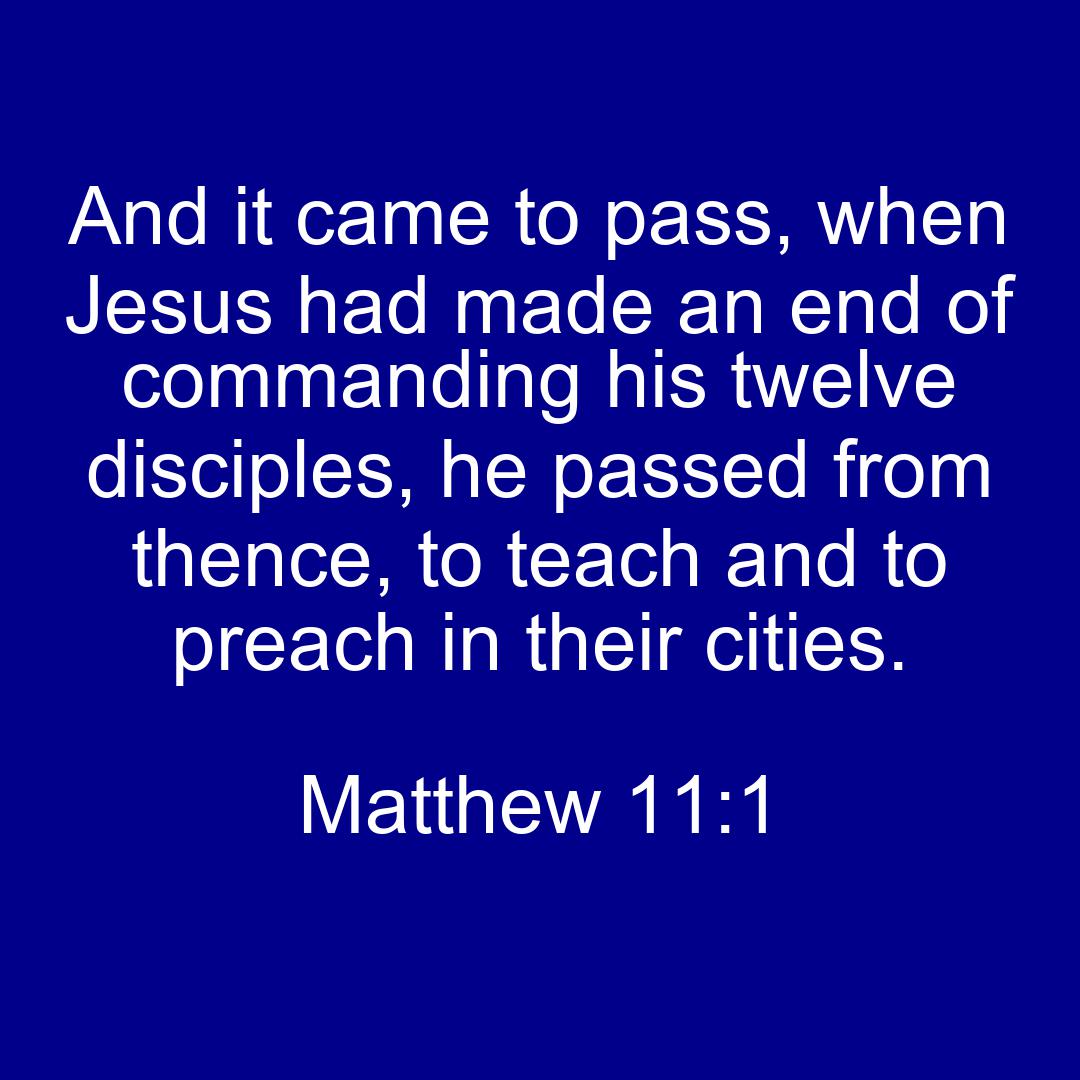 And it came to pass, when
Jesus had made an end of
commanding his twelve
disciples, he passed from
thence, to teach and to
preach in their cities.
Matthew 11:1